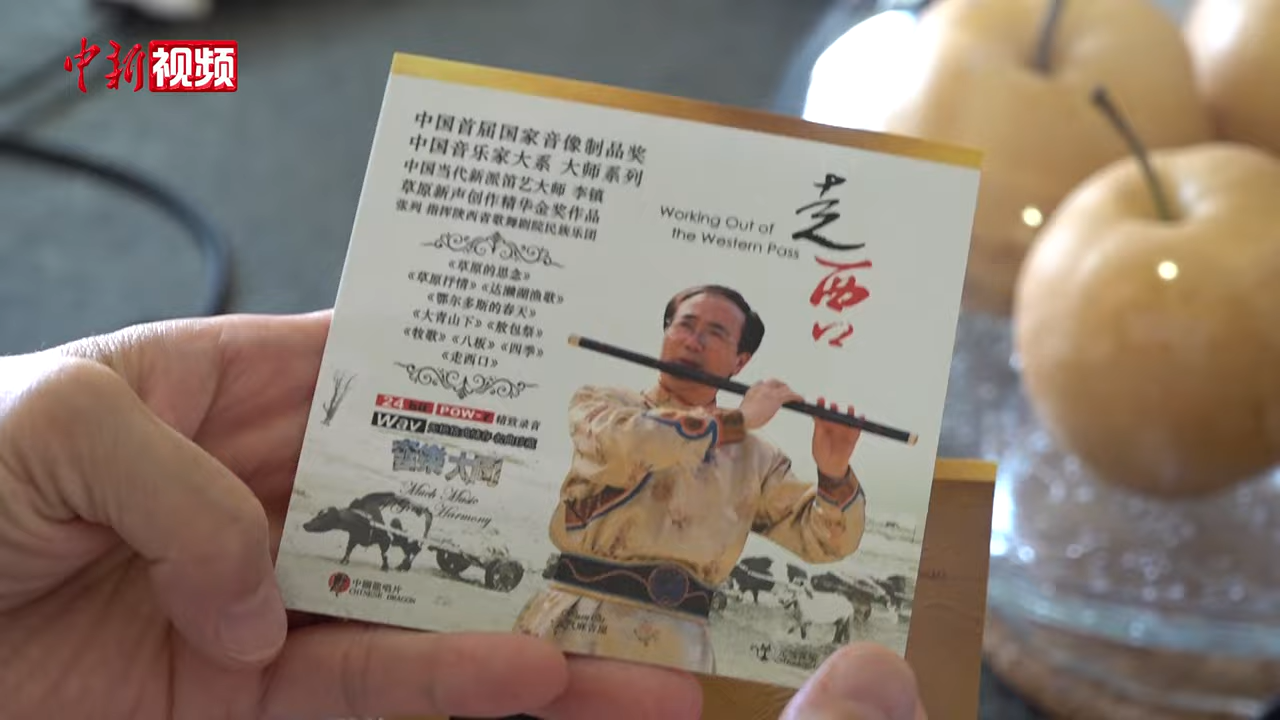 中新视频
中国首届国家音像制品奖
中国音乐家大系 大师系列
中国当代新派笛艺大师 李镇
草原新声创作精华金奖作品
张列 指挥陕西省歌舞剧院民族乐团
《草原的思念》
《草原抒情》《达濑湖渔歌》
《鄂尔多斯的春天》
《大青山下》《敖包祭》
《牧歌》《八板》《四季》
《走西口》
24 bit POW-r 精致录音
Wav
音乐大同
Much Music
Great Harmony
中国龙唱片
CHINESE DRAGON
Working Out of
the Western Pass
走西口